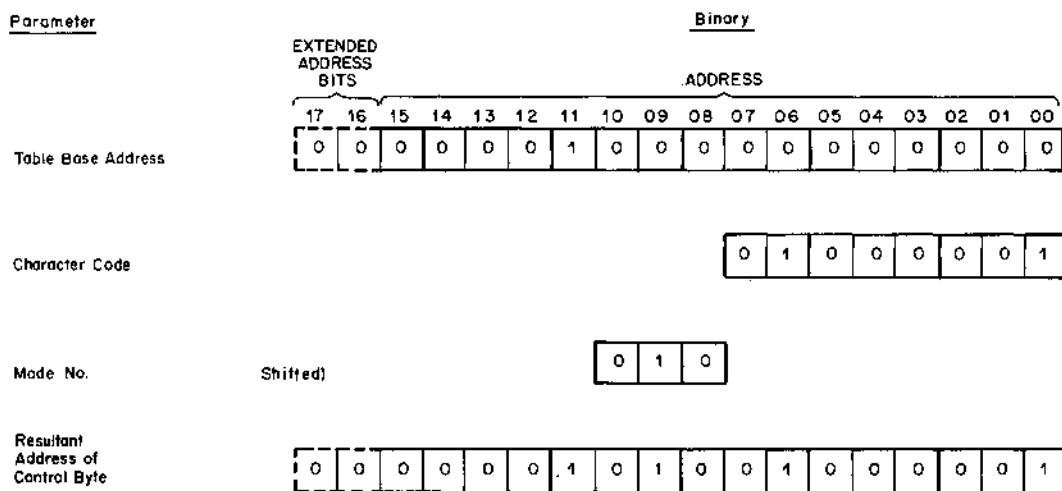 Parameter
Binary
EXTENDED
ADDRESS
BITS
ADDRESS
17 16 15 14 13 12 11 10 09 08 07 06 05 04 03 02 01 00
Table Base Address
0 0 0 0 0 0 1 0 0 0 0 0 0 0 0 0 0 0
Character Code
0 1 0 0 0 0 0 1
Mode No.
Shifted)
0 1 0
Resultant
Address of
Control Byte
0 0 0 0 0 0 1 0 1 0 0 1 0 0 0 0 0 1